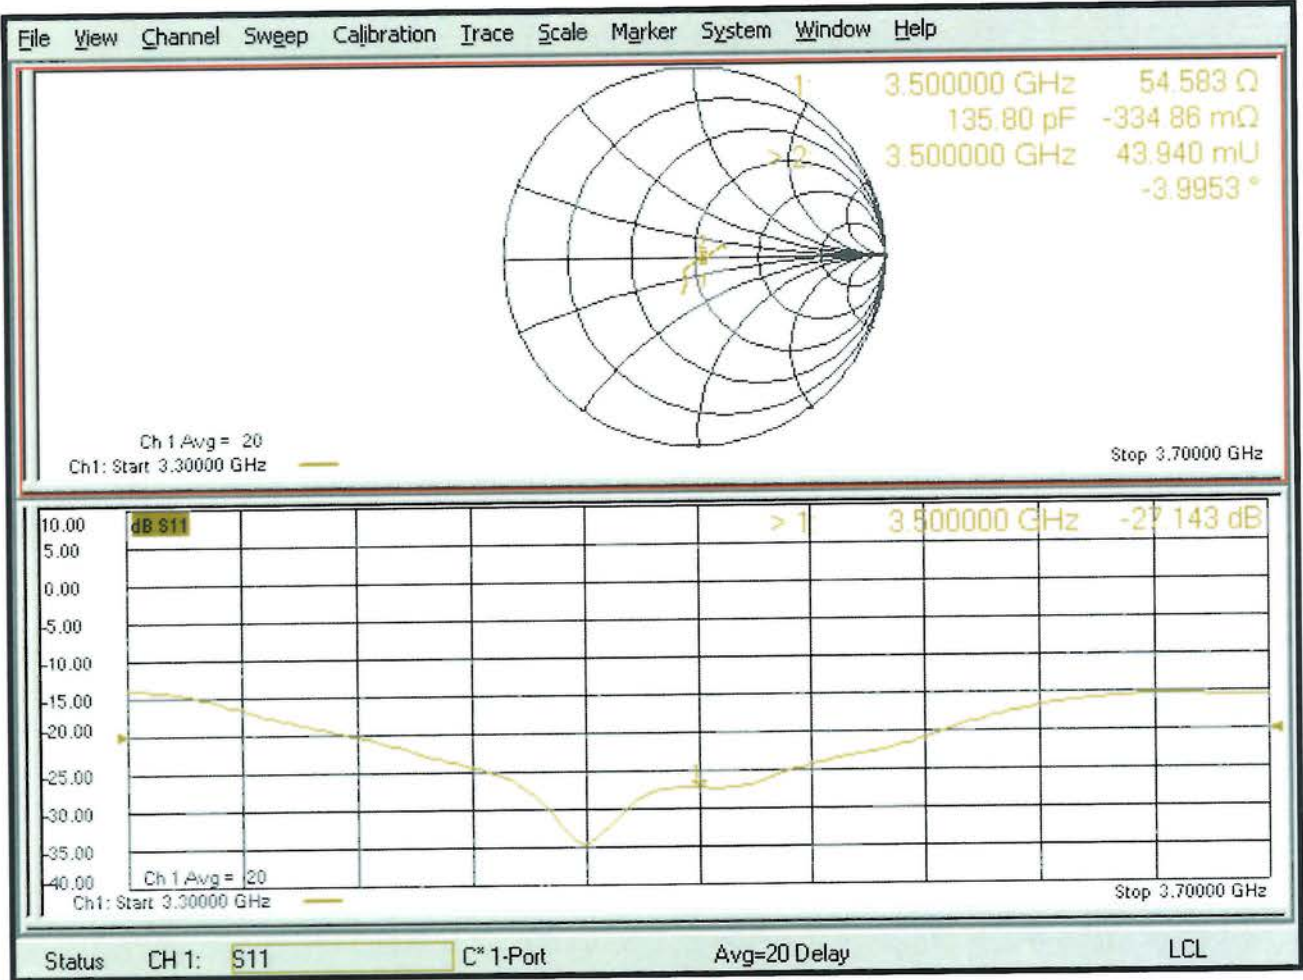 File View Channel Sweep Calibration Trace Scale Marker System Window Help
1: 3.500000 GHz 54.583 Ω
135.80 pF -334.86 mΩ
> 2: 3.500000 GHz 43.940 mU
-3.9953 °
Ch 1 Avg = 20
Ch1: Start 3.30000 GHz
Stop 3.70000 GHz
10.00
dB S11
> 1: 3.500000 GHz -27.143 dB
5.00
0.00
-5.00
-10.00
-15.00
-20.00
-25.00
1
-30.00
-35.00
-40.00
Ch 1 Avg = 20
Ch1: Start 3.30000 GHz
Stop 3.70000 GHz
Status CH 1: S11 C* 1-Port Avg=20 Delay LCL